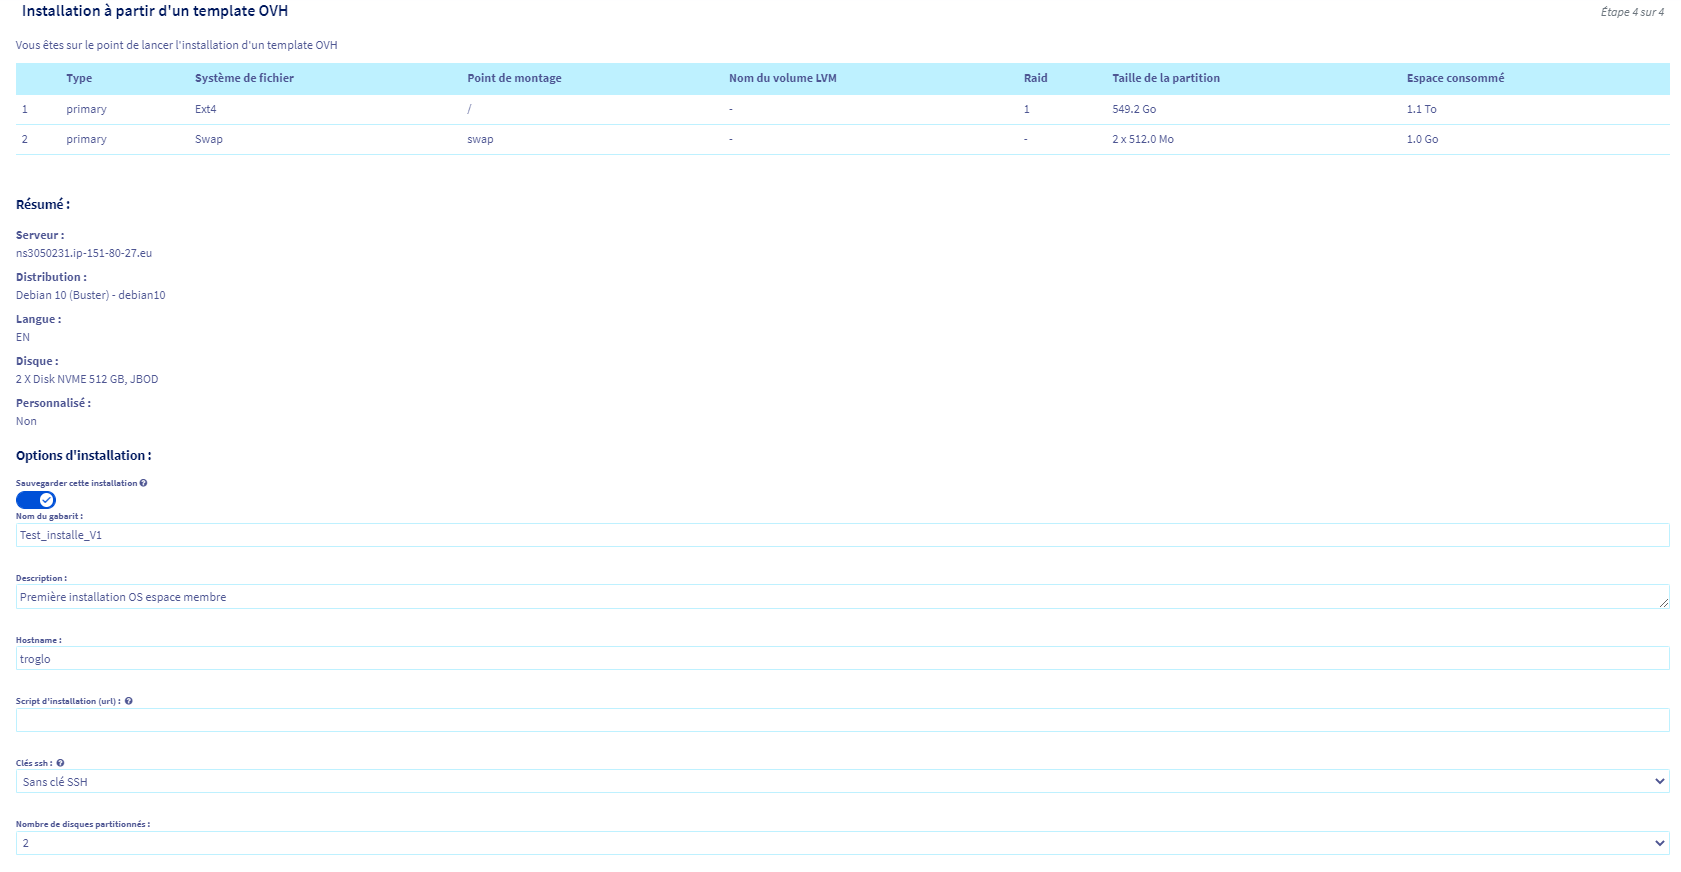 Installation à partir d'un template OVH
Étape 4 sur 4
Vous êtes sur le point de lancer l'installation d'un template OVH
Type Système de fichier Point de montage Nom du volume LVM Raid Taille de la partition Espace consommé
1 primary Ext4 / - 1 549.2 Go 1.1 To
2 primary Swap swap - - 2 x 512.0 Mo 1.0 Go
Résumé :
Serveur :
ns3050231.ip-151-80-27.eu
Distribution :
Debian 10 (Buster) - debian10
Langue :
EN
Disque :
2 X Disk NVME 512 GB, JBOD
Personnalisé :
Non
Options d'installation :
Sauvegarder cette installation
Nom du gabarit :
Test_installe_V1
Description :
Première installation OS espace membre
Hostname :
troglo
Script d'installation (url) :
Clés ssh :
Sans clé SSH
Nombre de disques partitionnés :
2